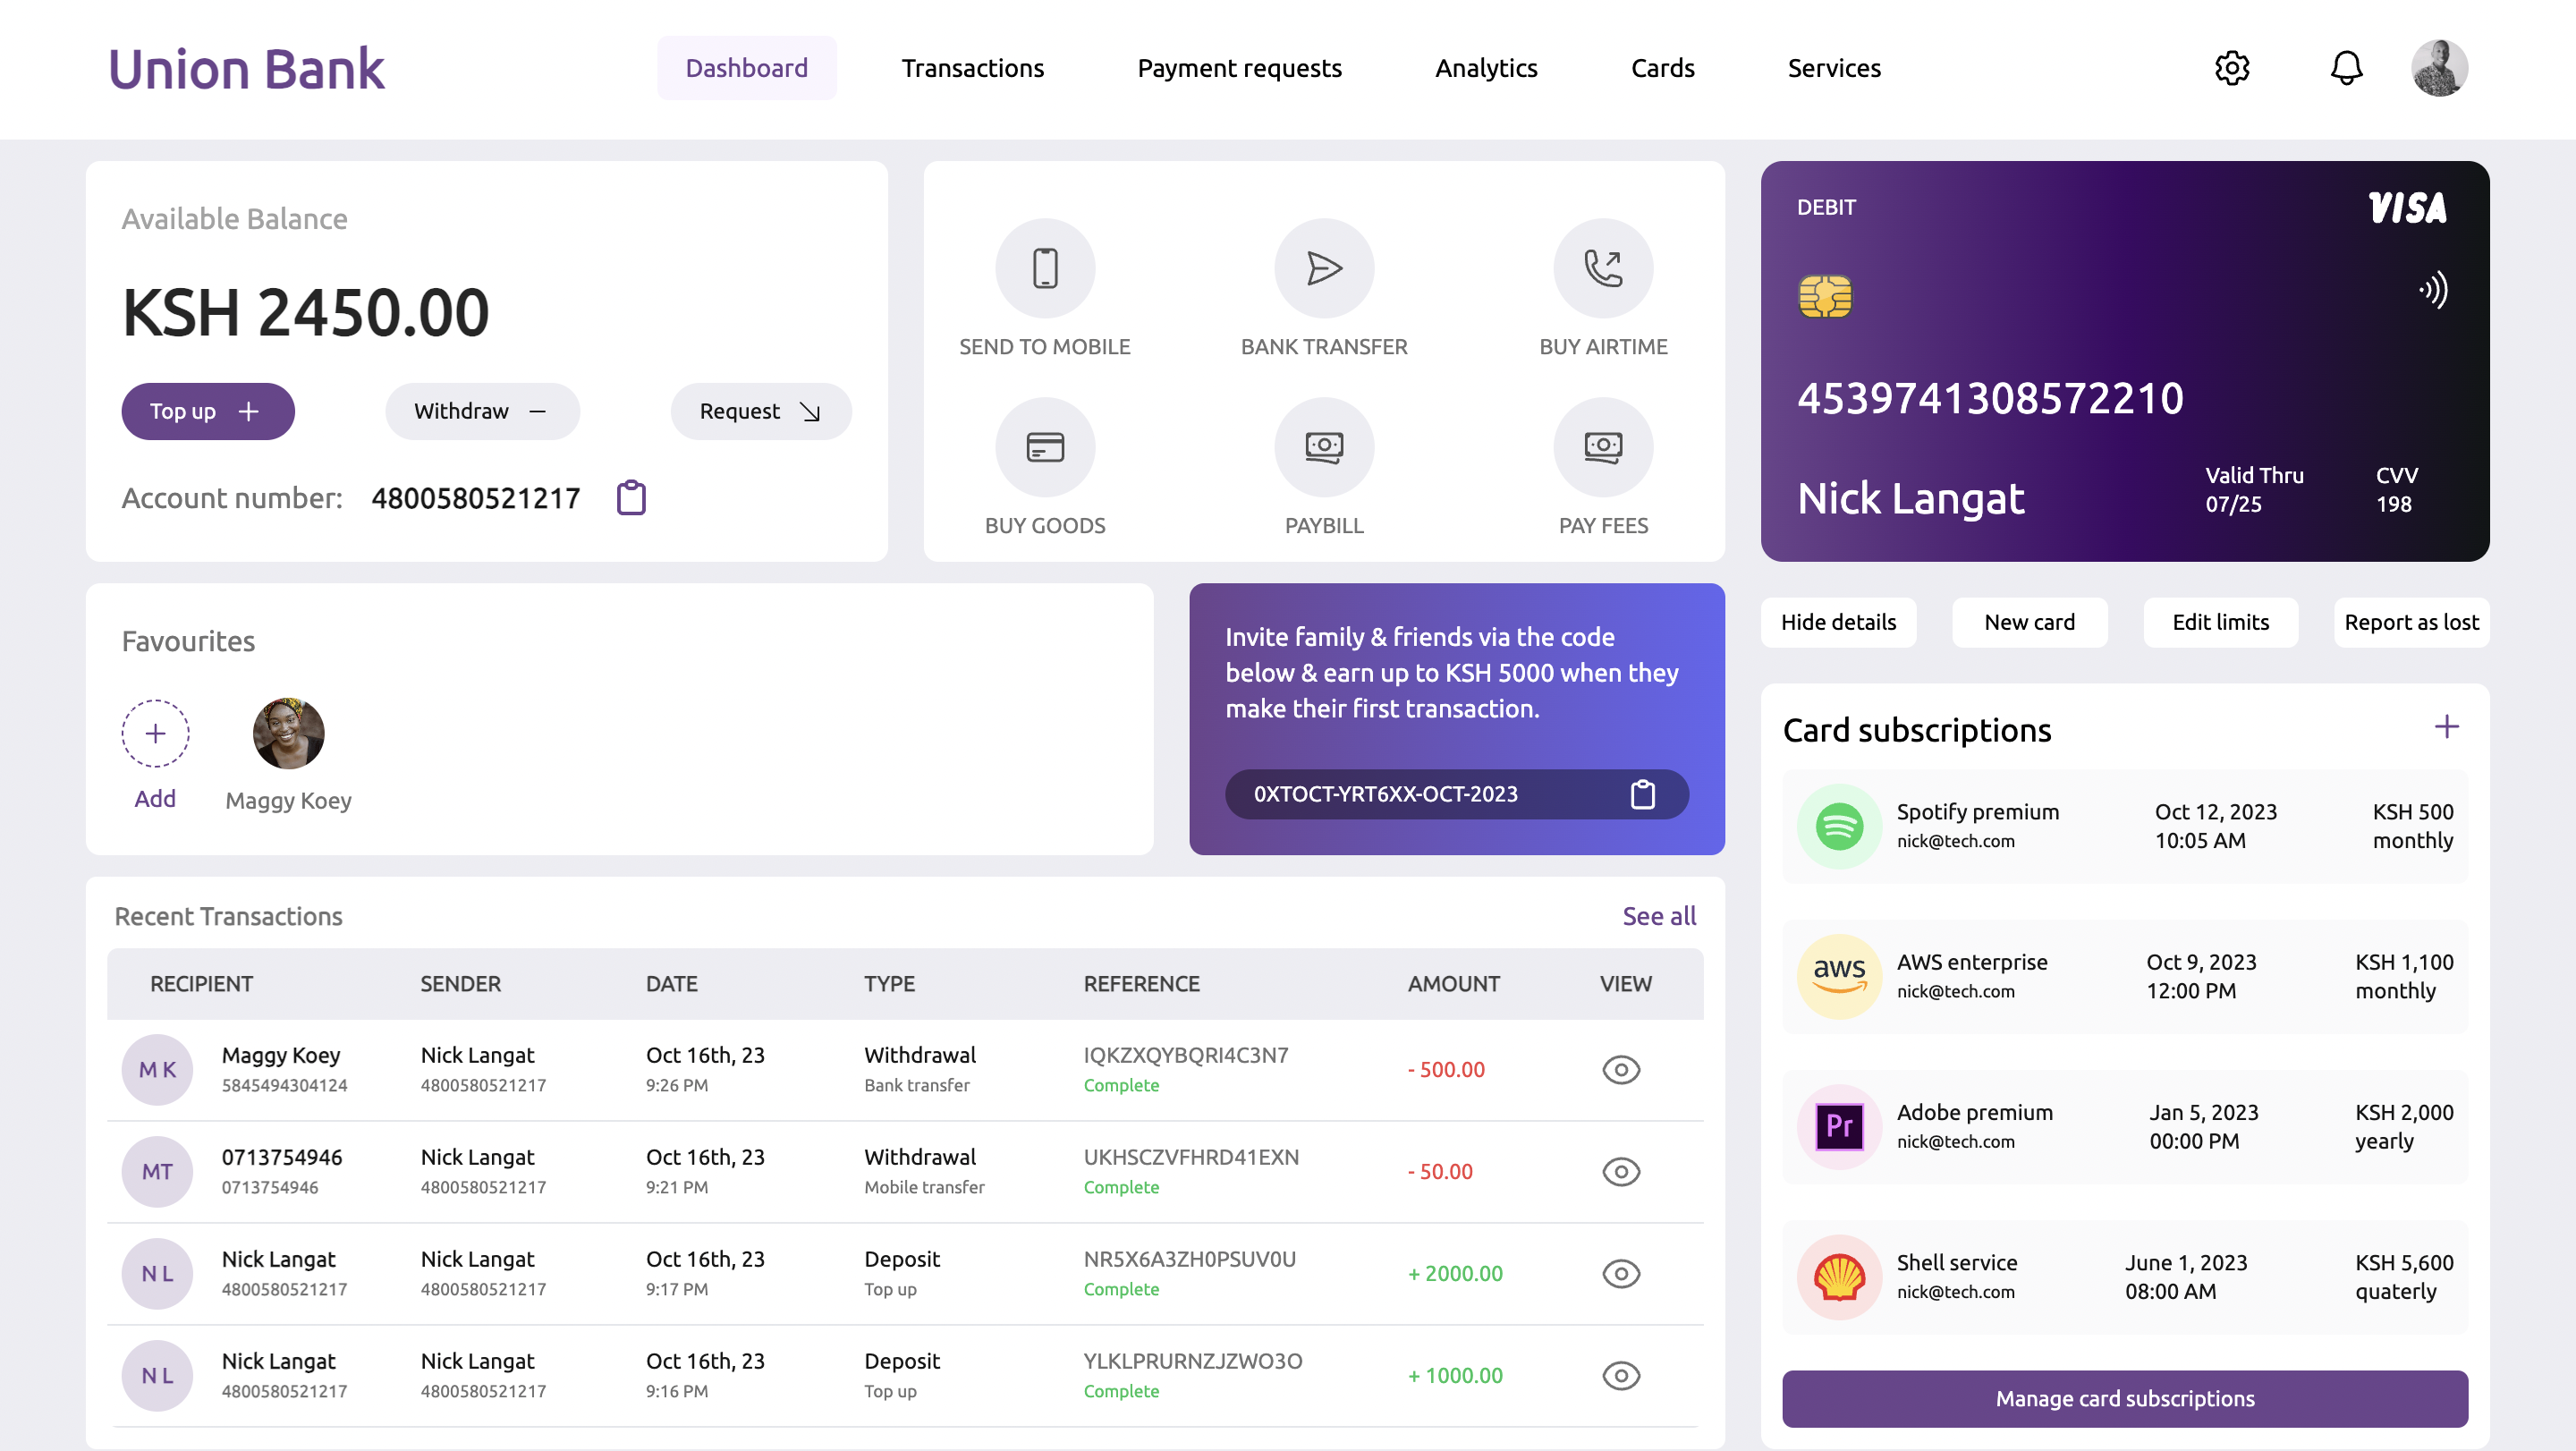 Union Bank
Dashboard
Transactions
Payment requests
Analytics
Cards
Services
Available Balance
KSH 2450.00
Top up
Withdraw
Request
Account number: 4800580521217
SEND TO MOBILE
BANK TRANSFER
BUY AIRTIME
BUY GOODS
PAYBILL
PAY FEES
DEBIT
VISA
4539741308572210
Nick Langat
Valid Thru
07/25
CVV
198
Favourites
Add
Maggy Koey
Invite family & friends via the code
below & earn up to KSH 5000 when they
make their first transaction.
0XTOCT-YRT6XX-OCT-2023
Hide details
New card
Edit limits
Report as lost
Recent Transactions
See all
RECIPIENT SENDER DATE TYPE REFERENCE AMOUNT VIEW
M K Maggy Koey Nick Langat Oct 16th, 23 Withdrawal IQKZXQYBQRI4C3N7 - 500.00
5845494304124 4800580521217 9:26 PM Bank transfer Complete
MT 0713754946 Nick Langat Oct 16th, 23 Withdrawal UKHSCZVFHRD41EXN - 50.00
0713754946 4800580521217 9:21 PM Mobile transfer Complete
N L Nick Langat Nick Langat Oct 16th, 23 Deposit NR5X6A3ZH0PSUV0U + 2000.00
4800580521217 4800580521217 9:17 PM Top up Complete
N L Nick Langat Nick Langat Oct 16th, 23 Deposit YLKLPRURNZJZWO3O + 1000.00
4800580521217 4800580521217 9:16 PM Top up Complete
Card subscriptions
Spotify premium Oct 12, 2023 KSH 500
nick@tech.com 10:05 AM monthly
aws
AWS enterprise Oct 9, 2023 KSH 1,100
nick@tech.com 12:00 PM monthly
Pr
Adobe premium Jan 5, 2023 KSH 2,000
nick@tech.com 00:00 PM yearly
Shell service June 1, 2023 KSH 5,600
nick@tech.com 08:00 AM quaterly
Manage card subscriptions